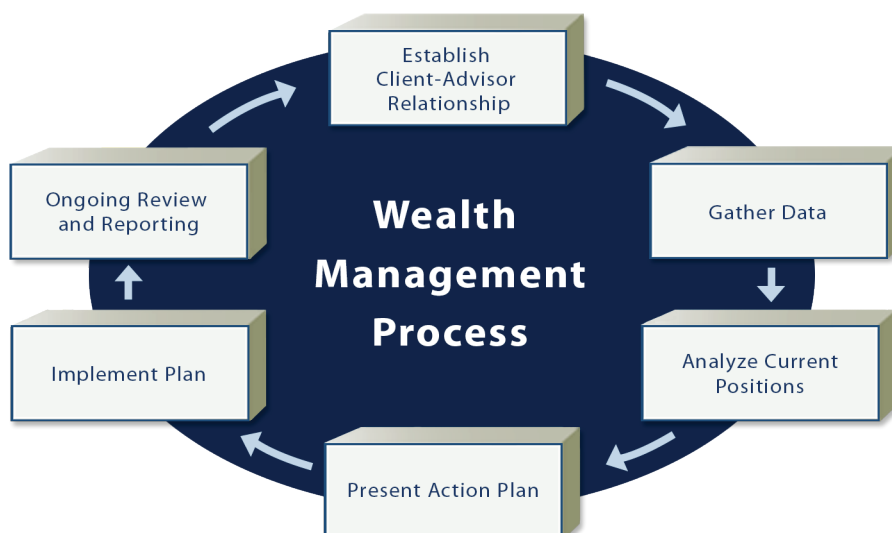 Establish
Client-Advisor
Relationship
Gather Data
Analyze Current
Positions
Present Action Plan
Implement Plan
Ongoing Review
and Reporting
Wealth
Management
Process